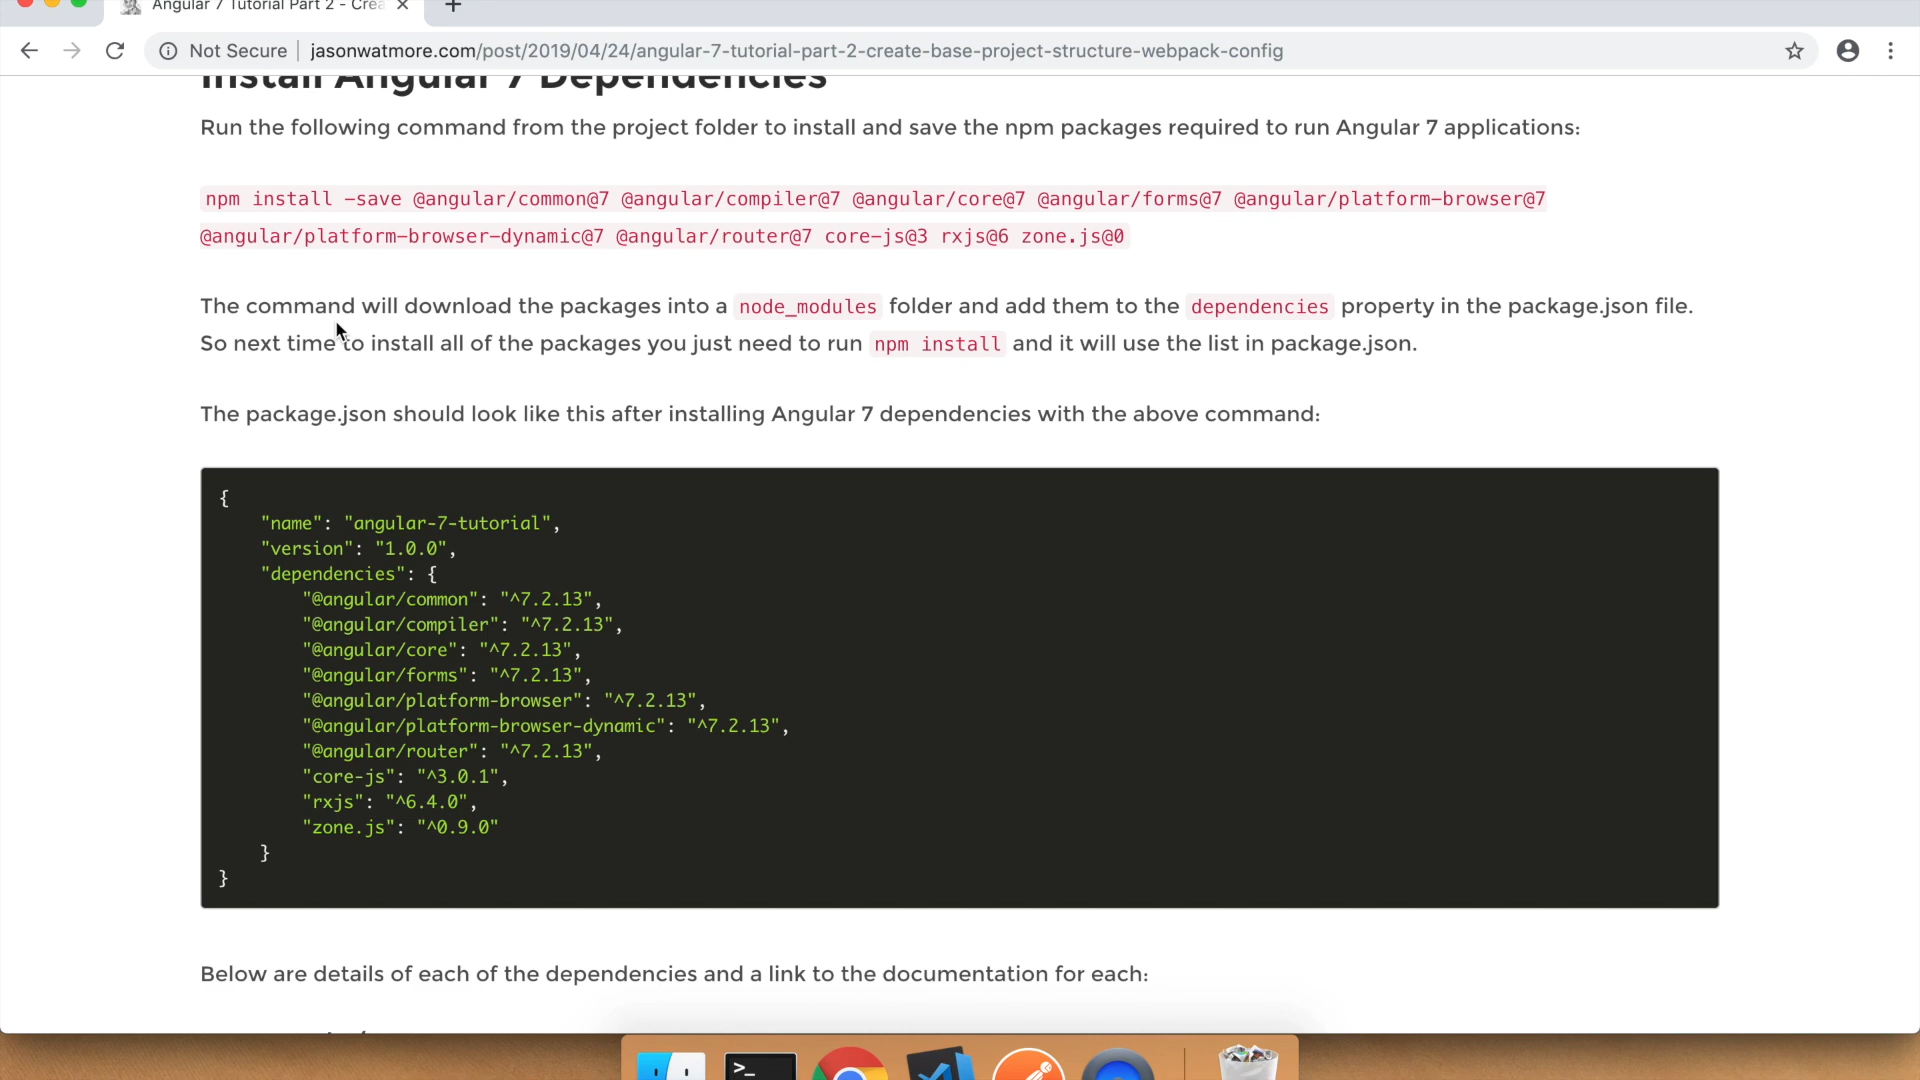 Angular 7 Tutorial Part 2 - Crea
Not Secure | jasonwatmore.com/post/2019/04/24/angular-7-tutorial-part-2-create-base-project-structure-webpack-config
Install Angular 7 Dependencies
Run the following command from the project folder to install and save the npm packages required to run Angular 7 applications:
npm install –save @angular/common@7 @angular/compiler@7 @angular/core@7 @angular/forms@7 @angular/platform-browser@7
@angular/platform-browser-dynamic@7 @angular/router@7 core-js@3 rxjs@6 zone.js@0
The command will download the packages into a node_modules folder and add them to the dependencies property in the package.json file.
So next time to install all of the packages you just need to run npm install and it will use the list in package.json.
The package.json should look like this after installing Angular 7 dependencies with the above command:
{
"name": "angular-7-tutorial",
"version": "1.0.0",
"dependencies": {
"@angular/common": "^7.2.13",
"@angular/compiler": "^7.2.13",
"@angular/core": "^7.2.13",
"@angular/forms": "^7.2.13",
"@angular/platform-browser": "^7.2.13",
"@angular/platform-browser-dynamic": "^7.2.13",
"@angular/router": "^7.2.13",
"core-js": "^3.0.1",
"rxjs": "^6.4.0",
"zone.js": "^0.9.0"
}
}
Below are details of each of the dependencies and a link to the documentation for each: